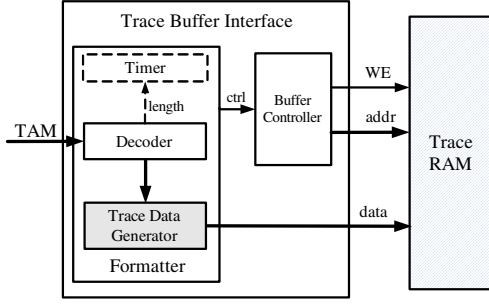 Trace Buffer Interface
Timer
length
ctrl
Buffer
Controller
WE
addr
TAM
Decoder
Trace
RAM
Trace Data
Generator
data
Formatter